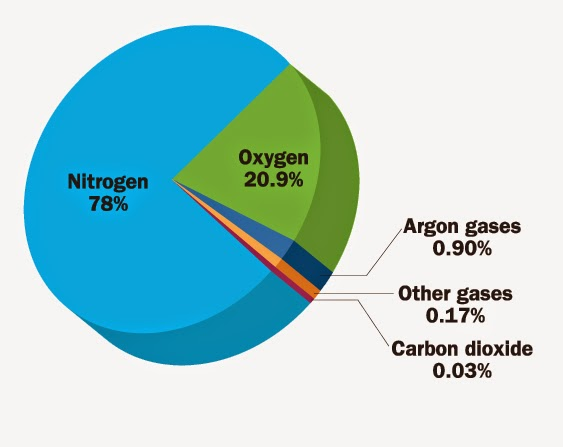 Nitrogen
78%
Oxygen
20.9%
Argon gases
0.90%
Other gases
0.17%
Carbon dioxide
0.03%